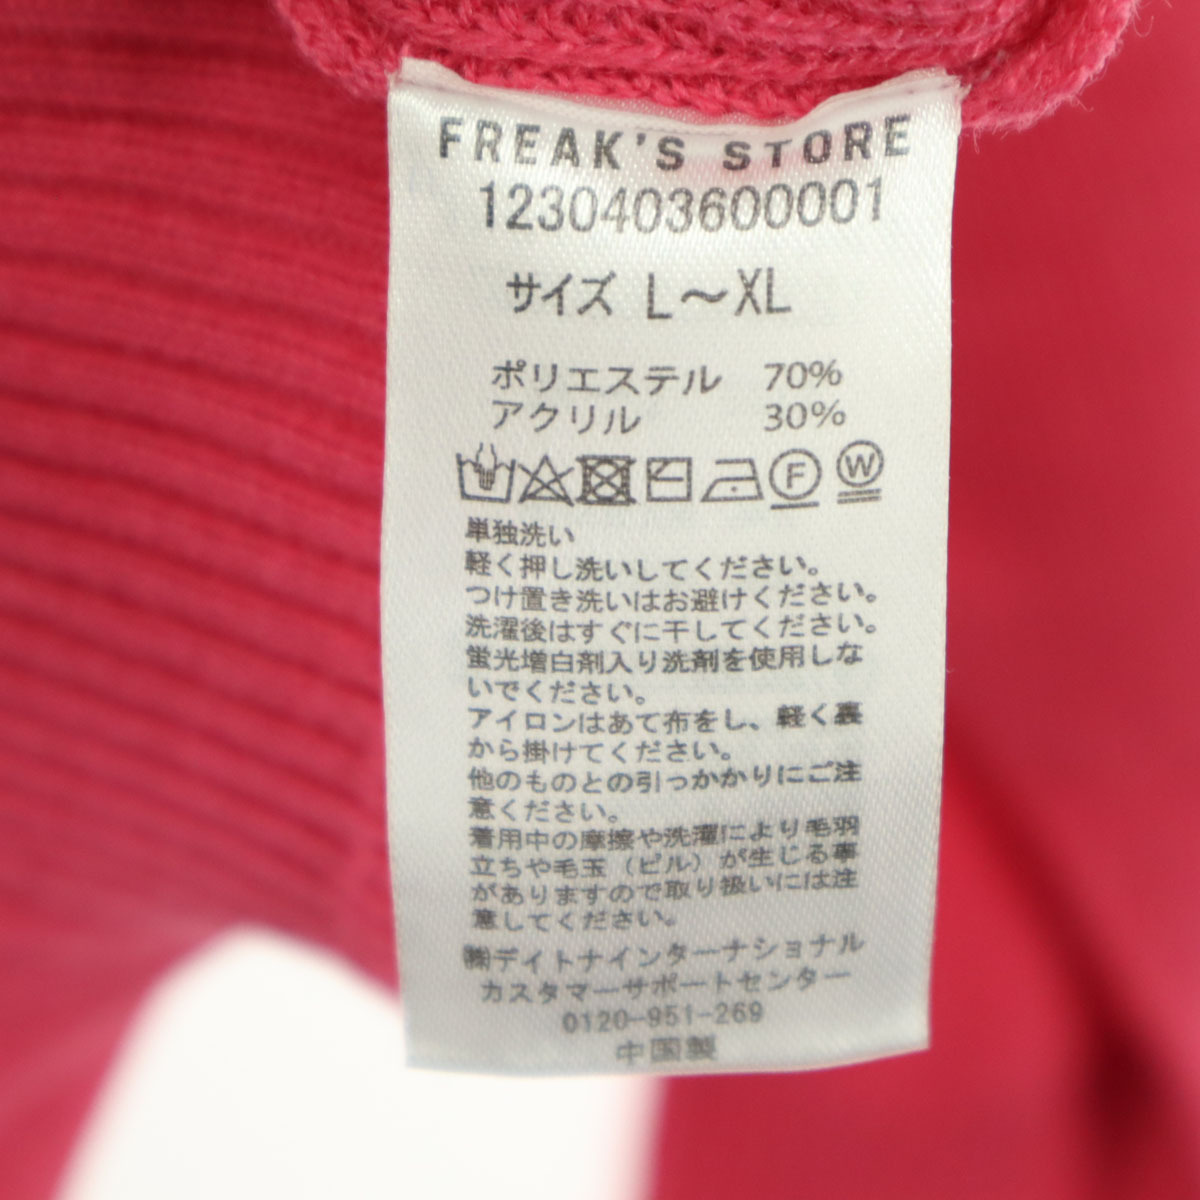 FREAK'S STORE
1230403600001
サイズ L～XL
ポリエステル 70%
アクリル 30%
F W
単独洗い
軽く押し洗いしてください。
つけ置き洗いはお避けください。
洗濯後はすぐに干してください。
蛍光増白剤入り洗剤を使用しな
いでください。
アイロンはあて布をし、軽く裏
から掛けてください。
他のものとの引っかかりにご注
意ください。
着用中の摩擦や洗濯により毛羽
立ちや毛玉（ピル）が生じる事
がありますので取り扱いには注
意してください。
㈱デイトナインターナショナル
カスタマーサポートセンター
0120-951-269
中国製